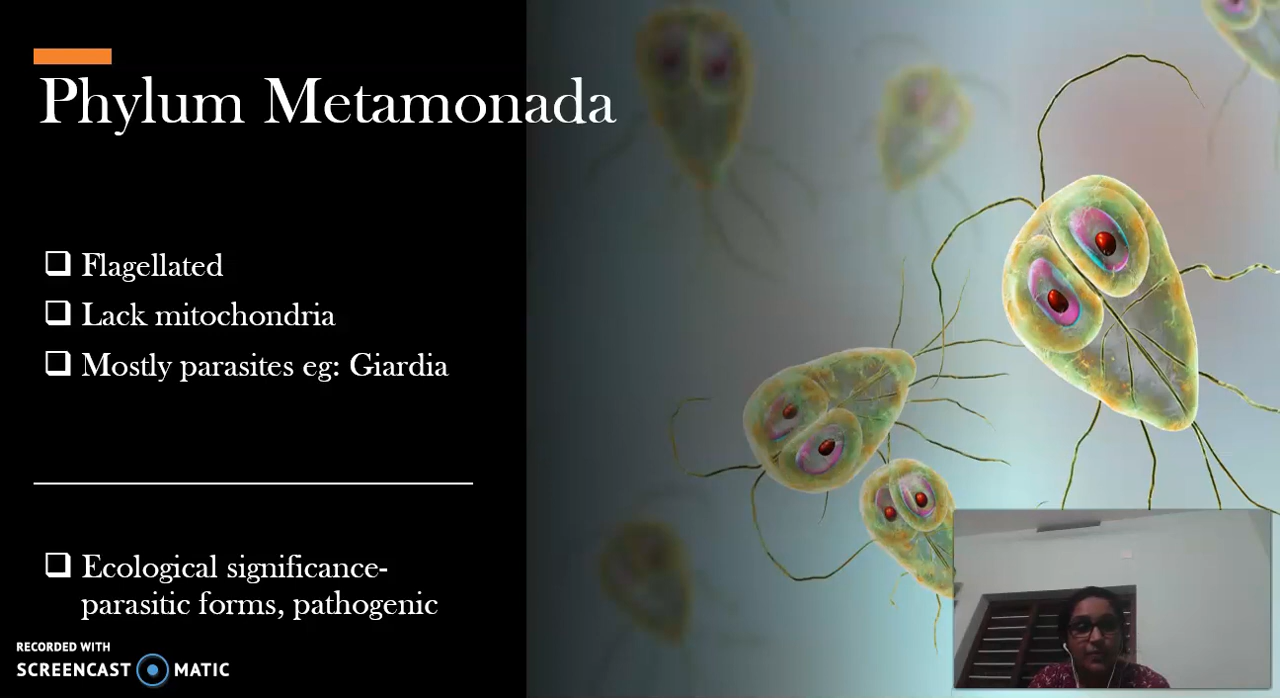 Phylum Metamonada
Flagellated
Lack mitochondria
Mostly parasites eg: Giardia
Ecological significance-
parasitic forms, pathogenic
RECORDED WITH
SCREENCAST MATIC